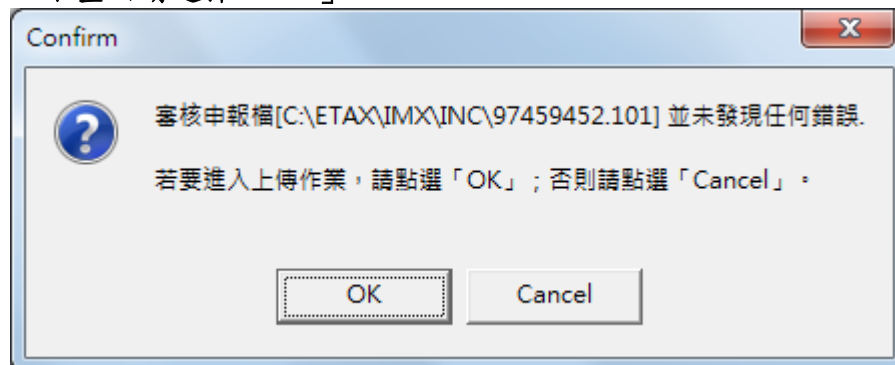 Confirm
審核申報檔[C:\ETAX\IMX\INC\97459452.101] 並未發現任何錯誤.
若要進入上傳作業，請點選「OK」；否則請點選「Cancel」。
OK
Cancel